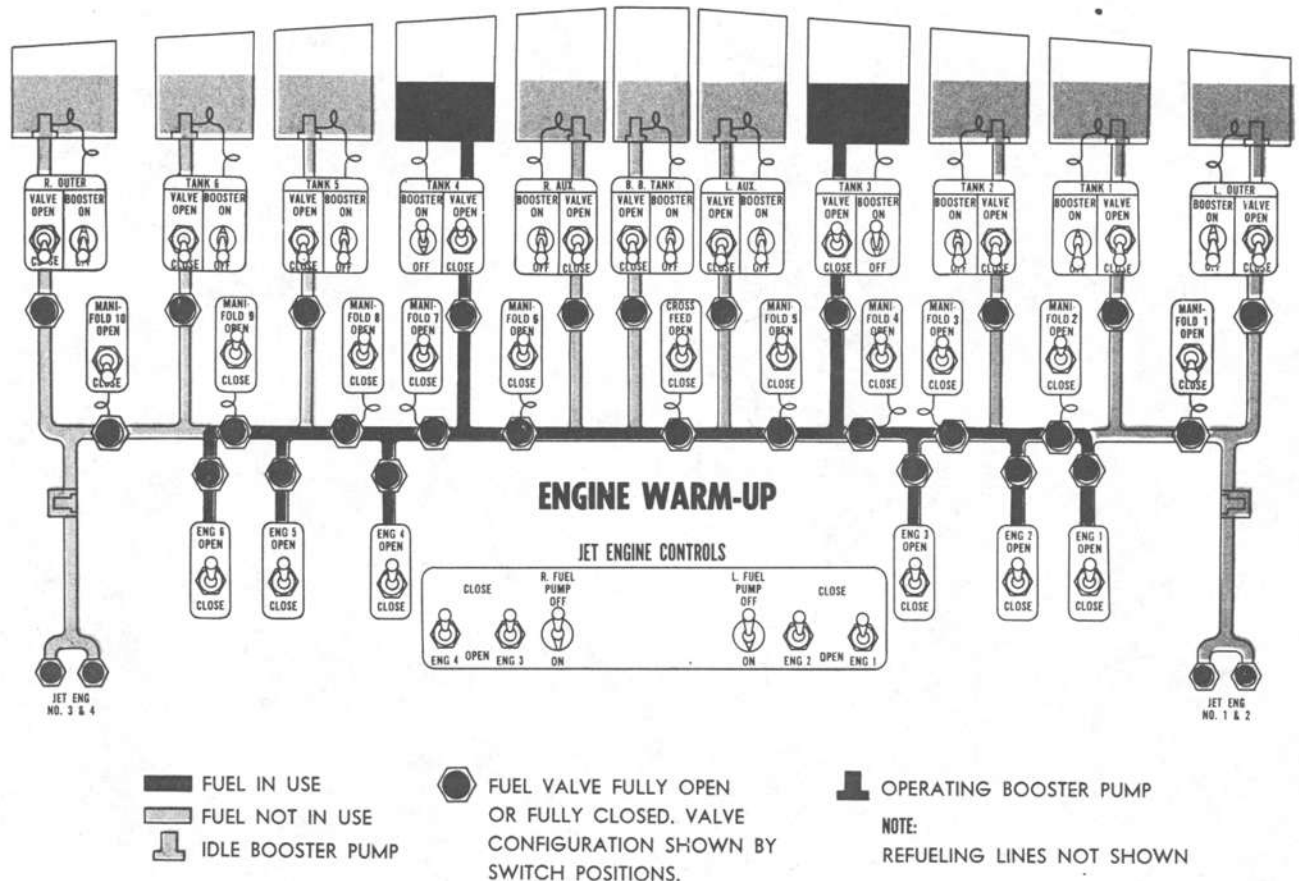 R. OUTER
VALVE OPEN
BOOSTER ON
CLOSE
OFF
TANK 6
VALVE OPEN
BOOSTER ON
CLOSE
OFF
TANK 5
VALVE OPEN
BOOSTER ON
CLOSE
OFF
TANK 4
BOOSTER ON
VALVE OPEN
OFF
CLOSE
R. AUX.
BOOSTER ON
VALVE OPEN
OFF
CLOSE
B. B. TANK
VALVE OPEN
BOOSTER ON
CLOSE
OFF
L. AUX.
VALVE OPEN
BOOSTER ON
CLOSE
OFF
TANK 3
VALVE OPEN
BOOSTER ON
CLOSE
OFF
TANK 2
BOOSTER ON
VALVE OPEN
OFF
CLOSE
TANK 1
BOOSTER ON
VALVE OPEN
OFF
CLOSE
L. OUTER
BOOSTER ON
VALVE OPEN
OFF
CLOSE
MANI-
FOLD 10
OPEN
CLOSE
MANI-
FOLD 9
OPEN
CLOSE
MANI-
FOLD 8
OPEN
CLOSE
MANI-
FOLD 7
OPEN
CLOSE
MANI-
FOLD 6
OPEN
CLOSE
CROSS
FEED
OPEN
CLOSE
MANI-
FOLD 5
OPEN
CLOSE
MANI-
FOLD 4
OPEN
CLOSE
MANI-
FOLD 3
OPEN
CLOSE
MANI-
FOLD 2
OPEN
CLOSE
MANI-
FOLD 1
OPEN
CLOSE
ENGINE WARM-UP
ENG 6
OPEN
CLOSE
ENG 5
OPEN
CLOSE
ENG 4
OPEN
CLOSE
ENG 3
OPEN
CLOSE
ENG 2
OPEN
CLOSE
ENG 1
OPEN
CLOSE
JET ENGINE CONTROLS
CLOSE
R. FUEL
PUMP
OFF
L. FUEL
PUMP
OFF
CLOSE
ENG 4 OPEN ENG 3
ON
ON
ENG 2 OPEN ENG 1
JET ENG
NO. 3 & 4
JET ENG
NO. 1 & 2
FUEL IN USE
FUEL NOT IN USE
IDLE BOOSTER PUMP
FUEL VALVE FULLY OPEN
OR FULLY CLOSED. VALVE
CONFIGURATION SHOWN BY
SWITCH POSITIONS.
OPERATING BOOSTER PUMP
NOTE:
REFUELING LINES NOT SHOWN